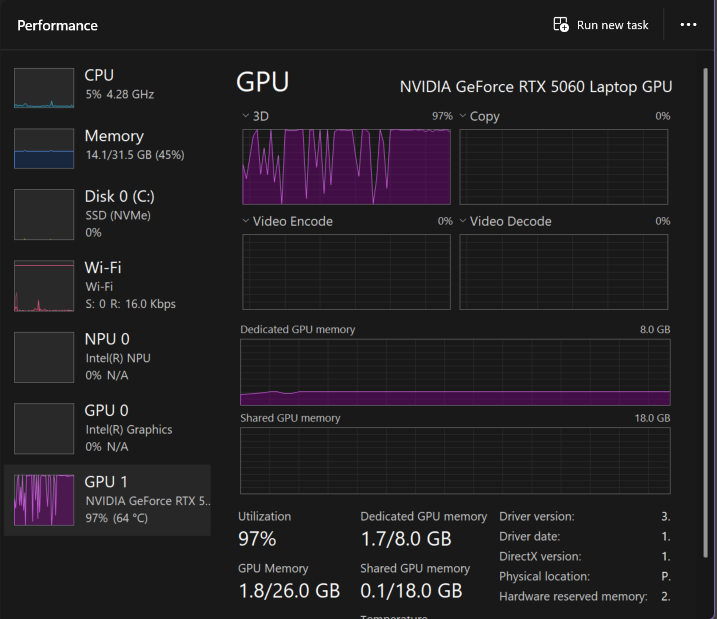 Performance
Run new task
CPU
5% 4.28 GHz
Memory
14.1/31.5 GB (45%)
Disk 0 (C:)
SSD (NVMe)
0%
Wi-Fi
Wi-Fi
S: 0 R: 16.0 Kbps
NPU 0
Intel(R) NPU
0% N/A
GPU 0
Intel(R) Graphics
0% N/A
GPU 1
NVIDIA GeForce RTX 5...
97% (64 °C)
GPU
NVIDIA GeForce RTX 5060 Laptop GPU
3D 97%
Copy 0%
Video Encode 0%
Video Decode 0%
Dedicated GPU memory 8.0 GB
Shared GPU memory 18.0 GB
Utilization
97%
Dedicated GPU memory
1.7/8.0 GB
GPU Memory
1.8/26.0 GB
Shared GPU memory
0.1/18.0 GB
Driver version: 3.
Driver date: 1.
DirectX version: 1.
Physical location: P.
Hardware reserved memory: 2.
Temperature